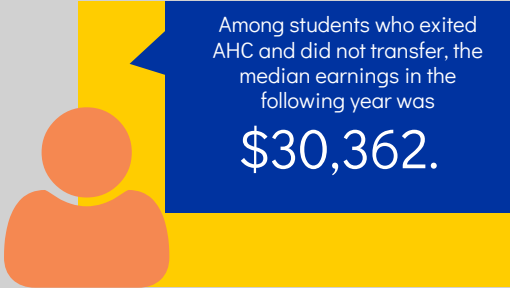 Among students who exited
AHC and did not transfer, the
median earnings in the
following year was
$30,362.